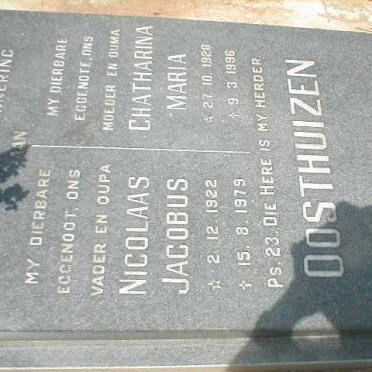 MY DIERBARE
EGGENOOT, ONS
VADER EN OUPA
NICOLAAS
JACOBUS
☆ 2. 12. 1922
✝ 15. 8. 1979
MY DIERBARE
EGGENOTE, ONS
MOEDER EN OUMA
CHATHARINA
MARIA
☆ 27. 10. 1928
✝ 9. 3. 1996
Ps. 23. DIE HERE IS MY HERDER
OOSTHUIZEN